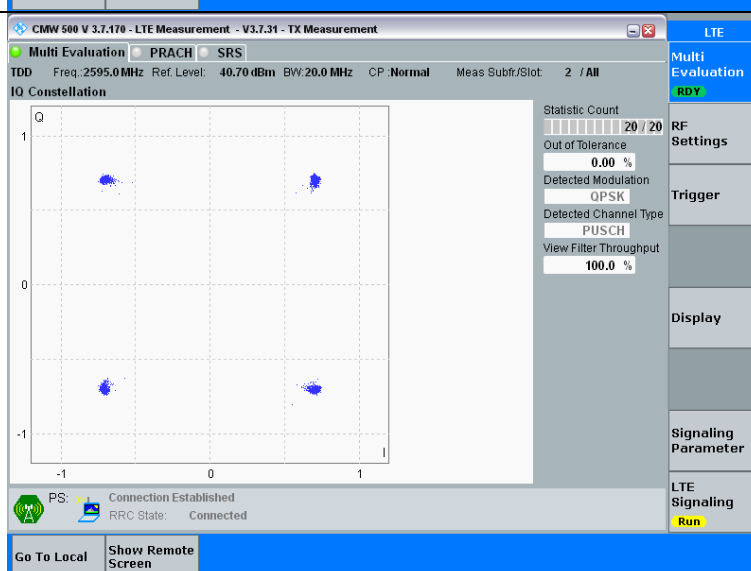 CMW 500 V 3.7.170 - LTE Measurement - V3.7.31 - TX Measurement
LTE
Multi Evaluation PRACH SRS
TDD Freq.:2595.0 MHz Ref. Level: 40.70 dBm BW:20.0 MHz CP :Normal Meas Subfr./Slot: 2 / All
IQ Constellation
Q
1
0
-1
-1 0 1
I
Statistic Count
20 / 20
Out of Tolerance
0.00 %
Detected Modulation
QPSK
Detected Channel Type
PUSCH
View Filter Throughput
100.0 %
Multi
Evaluation
RDY
RF
Settings
Trigger
Display
Signaling
Parameter
LTE
Signaling
Run
PS: Connection Established
RRC State: Connected
Go To Local
Show Remote
Screen